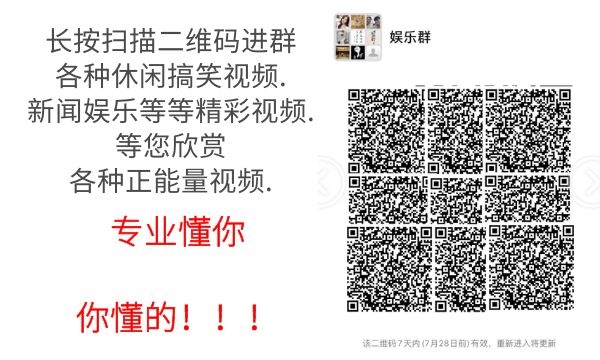 长按扫描二维码进群
各种休闲搞笑视频.
新闻娱乐等等精彩视频.
等您欣赏
各种正能量视频.
专业懂你
你懂的！！！
娱乐群
该二维码7天内(7月28日前)有效，重新进入将更新